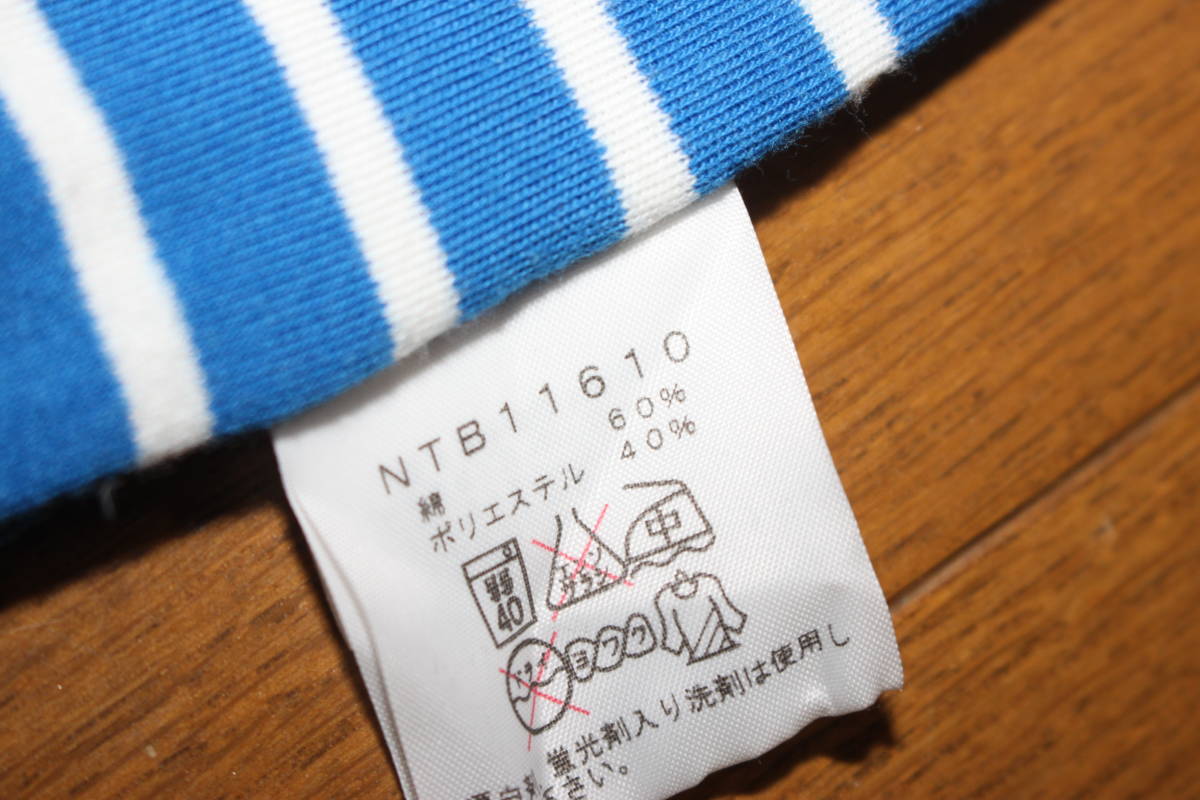 NTB11610
綿 60%
ポリエステル 40%
弱 40
エンソサラシ 中
ドライ ヨワク
蛍光剤入り洗剤は使用し
さい。